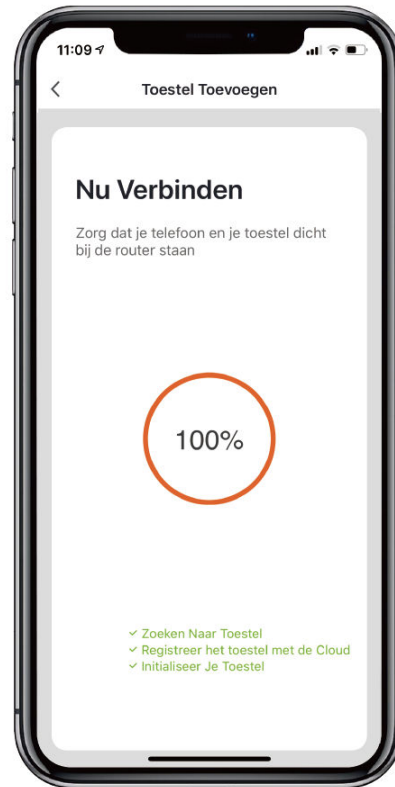 11:09
Toestel Toevoegen
Nu Verbinden
Zorg dat je telefoon en je toestel dicht
bij de router staan
100%
Zoeken Naar Toestel
Registreer het toestel met de Cloud
Initialiseer Je Toestel